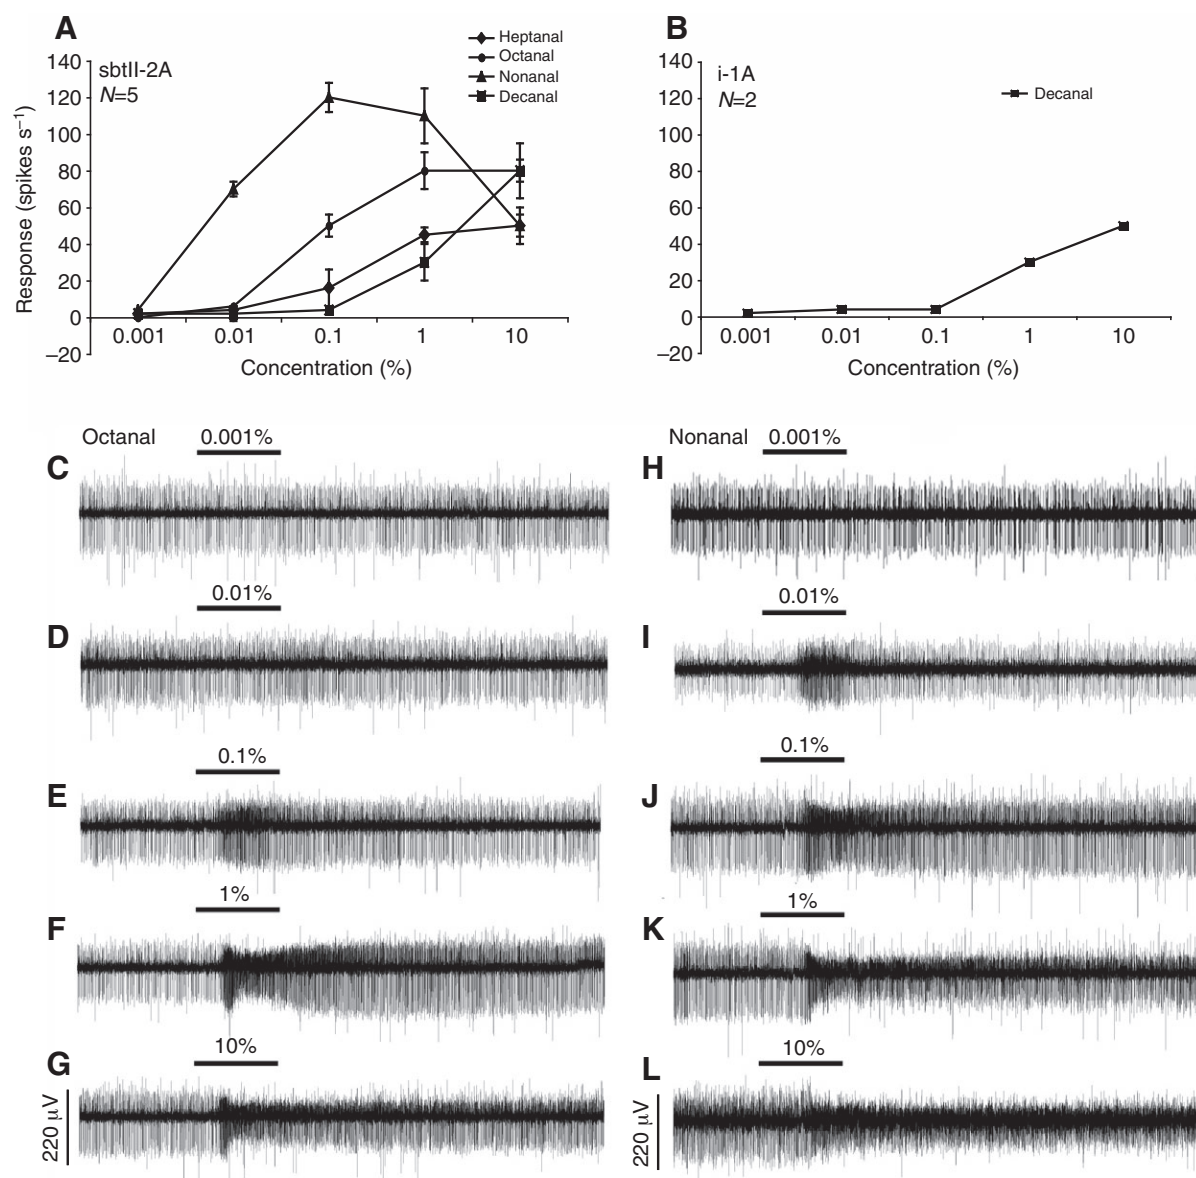 A
sbtII-2A
N=5
Heptanal
Octanal
Nonanal
Decanal
140
120
100
80
60
40
20
0
–20
Response (spikes s–1)
0.001 0.01 0.1 1 10
Concentration (%)
B
i-1A
N=2
Decanal
140
120
100
80
60
40
20
0
–20
0.001 0.01 0.1 1 10
Concentration (%)
Octanal 0.001%
C
0.01%
D
0.1%
E
1%
F
10%
G
220 µV
Nonanal 0.001%
H
0.01%
I
0.1%
J
1%
K
10%
L
220 µV